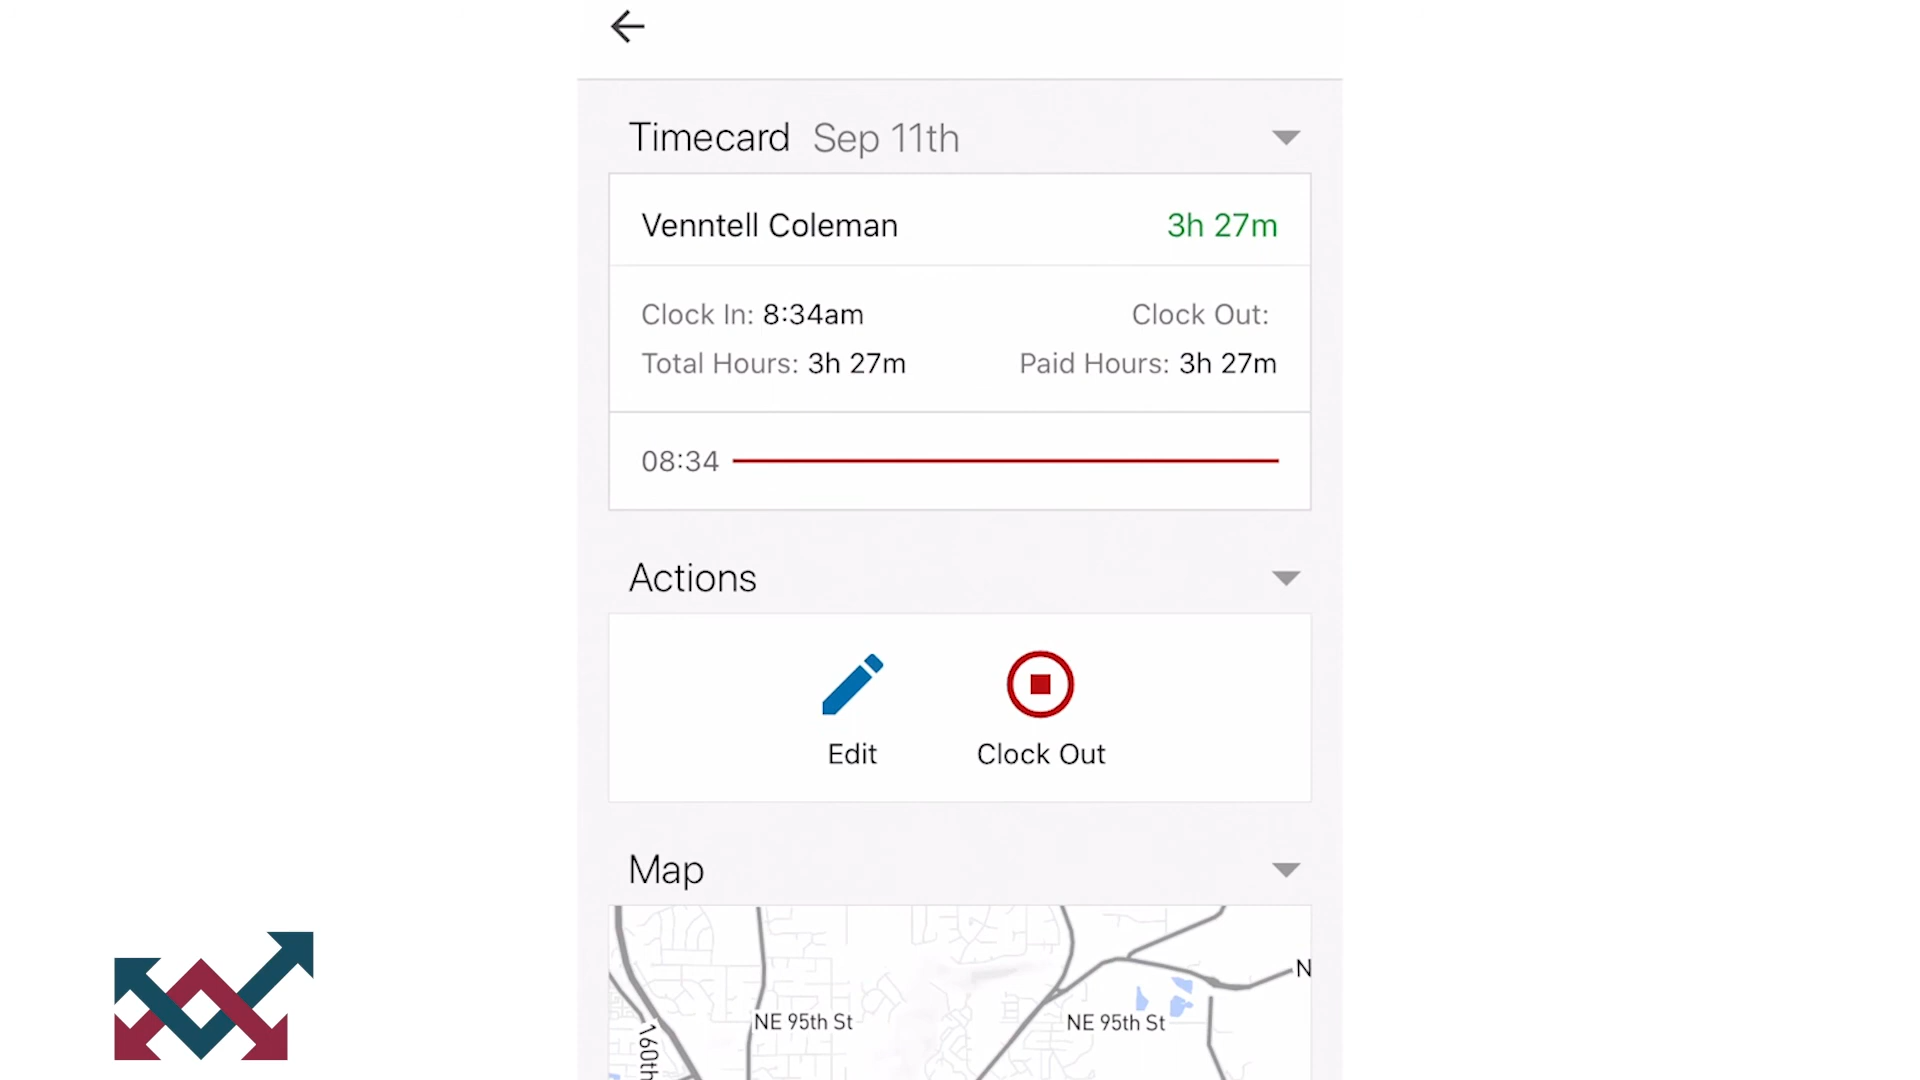 Timecard Sep 11th
Venntell Coleman 3h 27m
Clock In: 8:34am Clock Out:
Total Hours: 3h 27m Paid Hours: 3h 27m
08:34
Actions
Edit Clock Out
Map
N
NE 95th St NE 95th St
160th